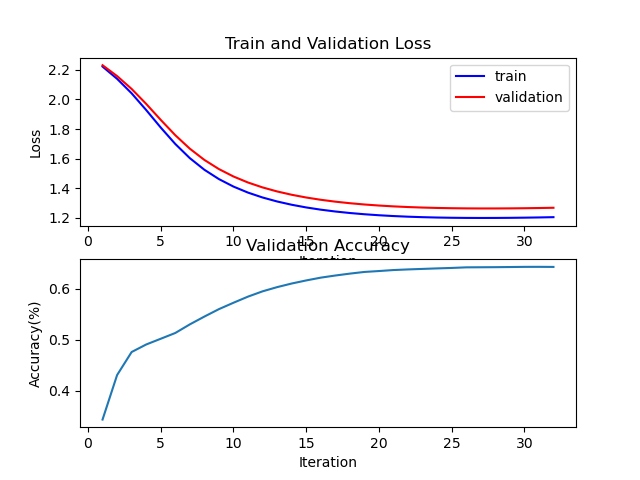 Train and Validation Loss
2.2
2.0
1.8
1.6
1.4
1.2
Loss
train
validation
0 5 10 15 20 25 30
Iteration
Validation Accuracy
0.6
0.5
0.4
Accuracy(%)
0 5 10 15 20 25 30
Iteration